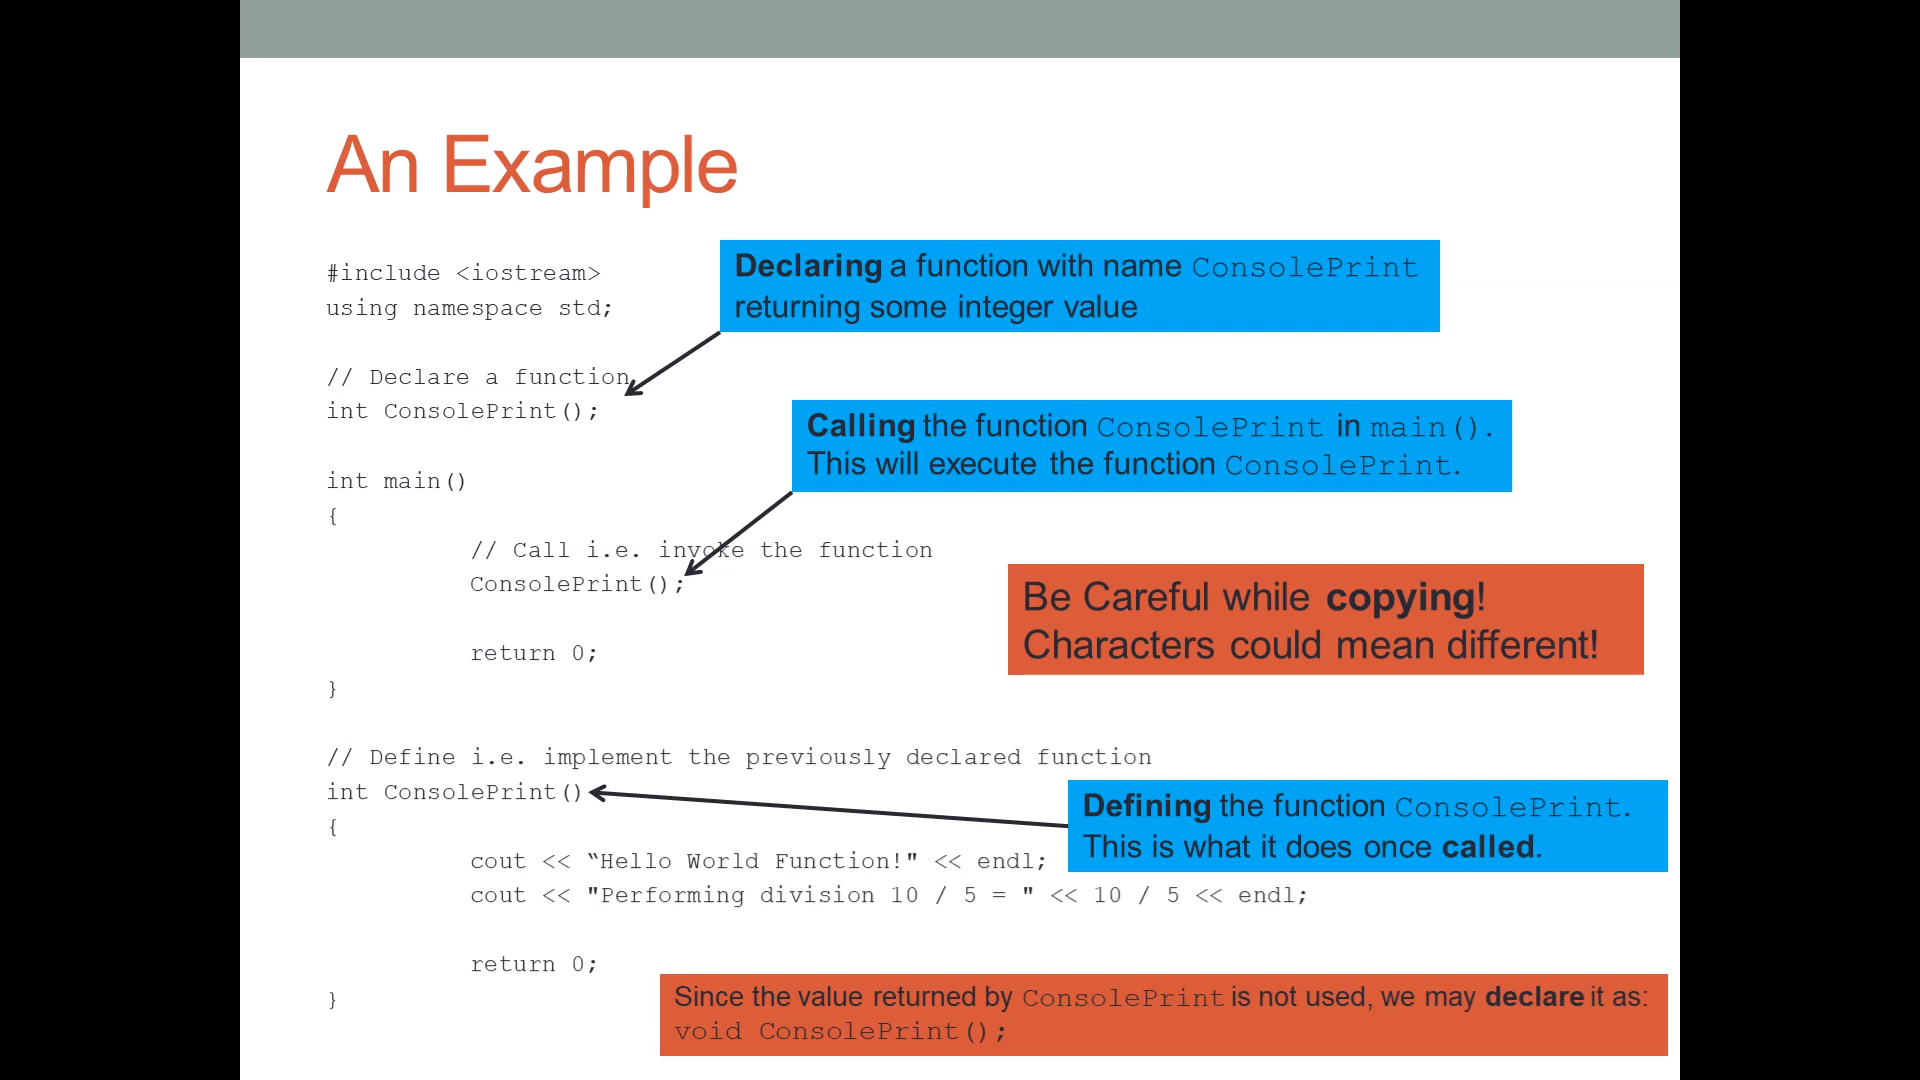 An Example
#include <iostream>
using namespace std;
Declaring a function with name ConsolePrint
returning some integer value
// Declare a function
int ConsolePrint();
Calling the function ConsolePrint in main().
This will execute the function ConsolePrint.
int main()
{
// Call i.e. invoke the function
ConsolePrint();
Be Careful while copying!
Characters could mean different!
return 0;
}
// Define i.e. implement the previously declared function
int ConsolePrint()
Defining the function ConsolePrint.
This is what it does once called.
{
cout << “Hello World Function!" << endl;
cout << "Performing division 10 / 5 = " << 10 / 5 << endl;
return 0;
}
Since the value returned by ConsolePrint is not used, we may declare it as:
void ConsolePrint();